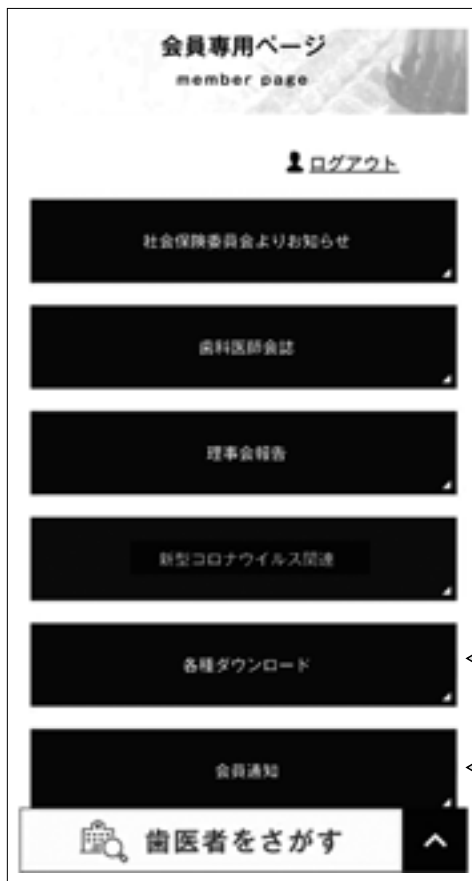 会員専用ページ
member page
ログアウト
社会保険委員会よりお知らせ
歯科医師会誌
理事会報告
新型コロナウイルス関連
各種ダウンロード
会員通知
歯医者をさがす